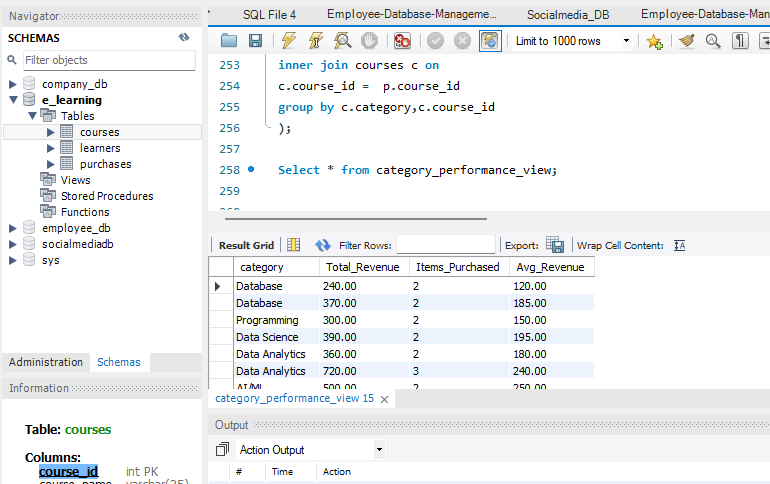 Navigator
SCHEMAS
Filter objects
company_db
e_learning
Tables
courses
learners
purchases
Views
Stored Procedures
Functions
employee_db
socialmediadb
sys
Administration Schemas
Information
Table: courses
Columns:
course_id int PK
course_name varchar(25)
SQL File 4 Employee-Database-Manageme... Socialmedia_DB Employee-Database-Man
Limit to 1000 rows
253 inner join courses c on
254 c.course_id = p.course_id
255 group by c.category,c.course_id
256 );
257
258 Select * from category_performance_view;
259
260
Result Grid Filter Rows: Export: Wrap Cell Content: IA
category Total_Revenue Items_Purchased Avg_Revenue
Database 240.00 2 120.00
Database 370.00 2 185.00
Programming 300.00 2 150.00
Data Science 390.00 2 195.00
Data Analytics 360.00 2 180.00
Data Analytics 720.00 3 240.00
AI/ML 500.00 2 250.00
category_performance_view 15
Output
Action Output
# Time Action